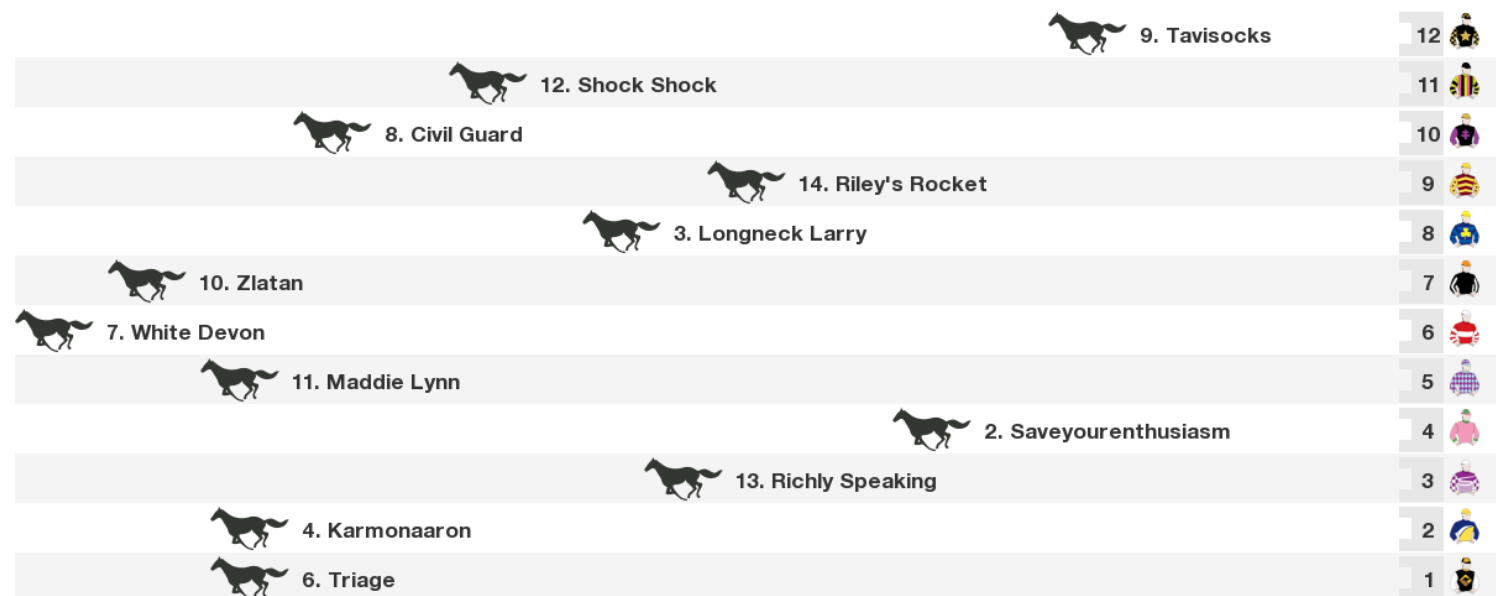 9. Tavisocks 12
12. Shock Shock 11
8. Civil Guard 10
14. Riley's Rocket 9
3. Longneck Larry 8
10. Zlatan 7
7. White Devon 6
11. Maddie Lynn 5
2. Saveyourenthusiasm 4
13. Richly Speaking 3
4. Karmonaaron 2
6. Triage 1